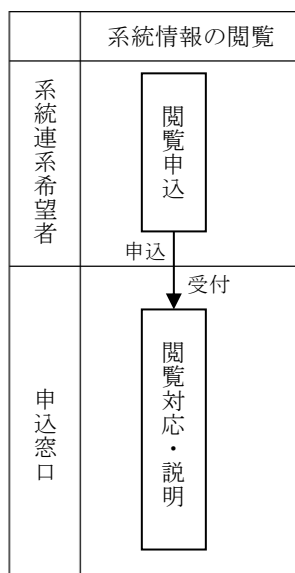 系統情報の閲覧
系統連系希望者
閲覧申込
申込
受付
申込窓口
閲覧対応・説明